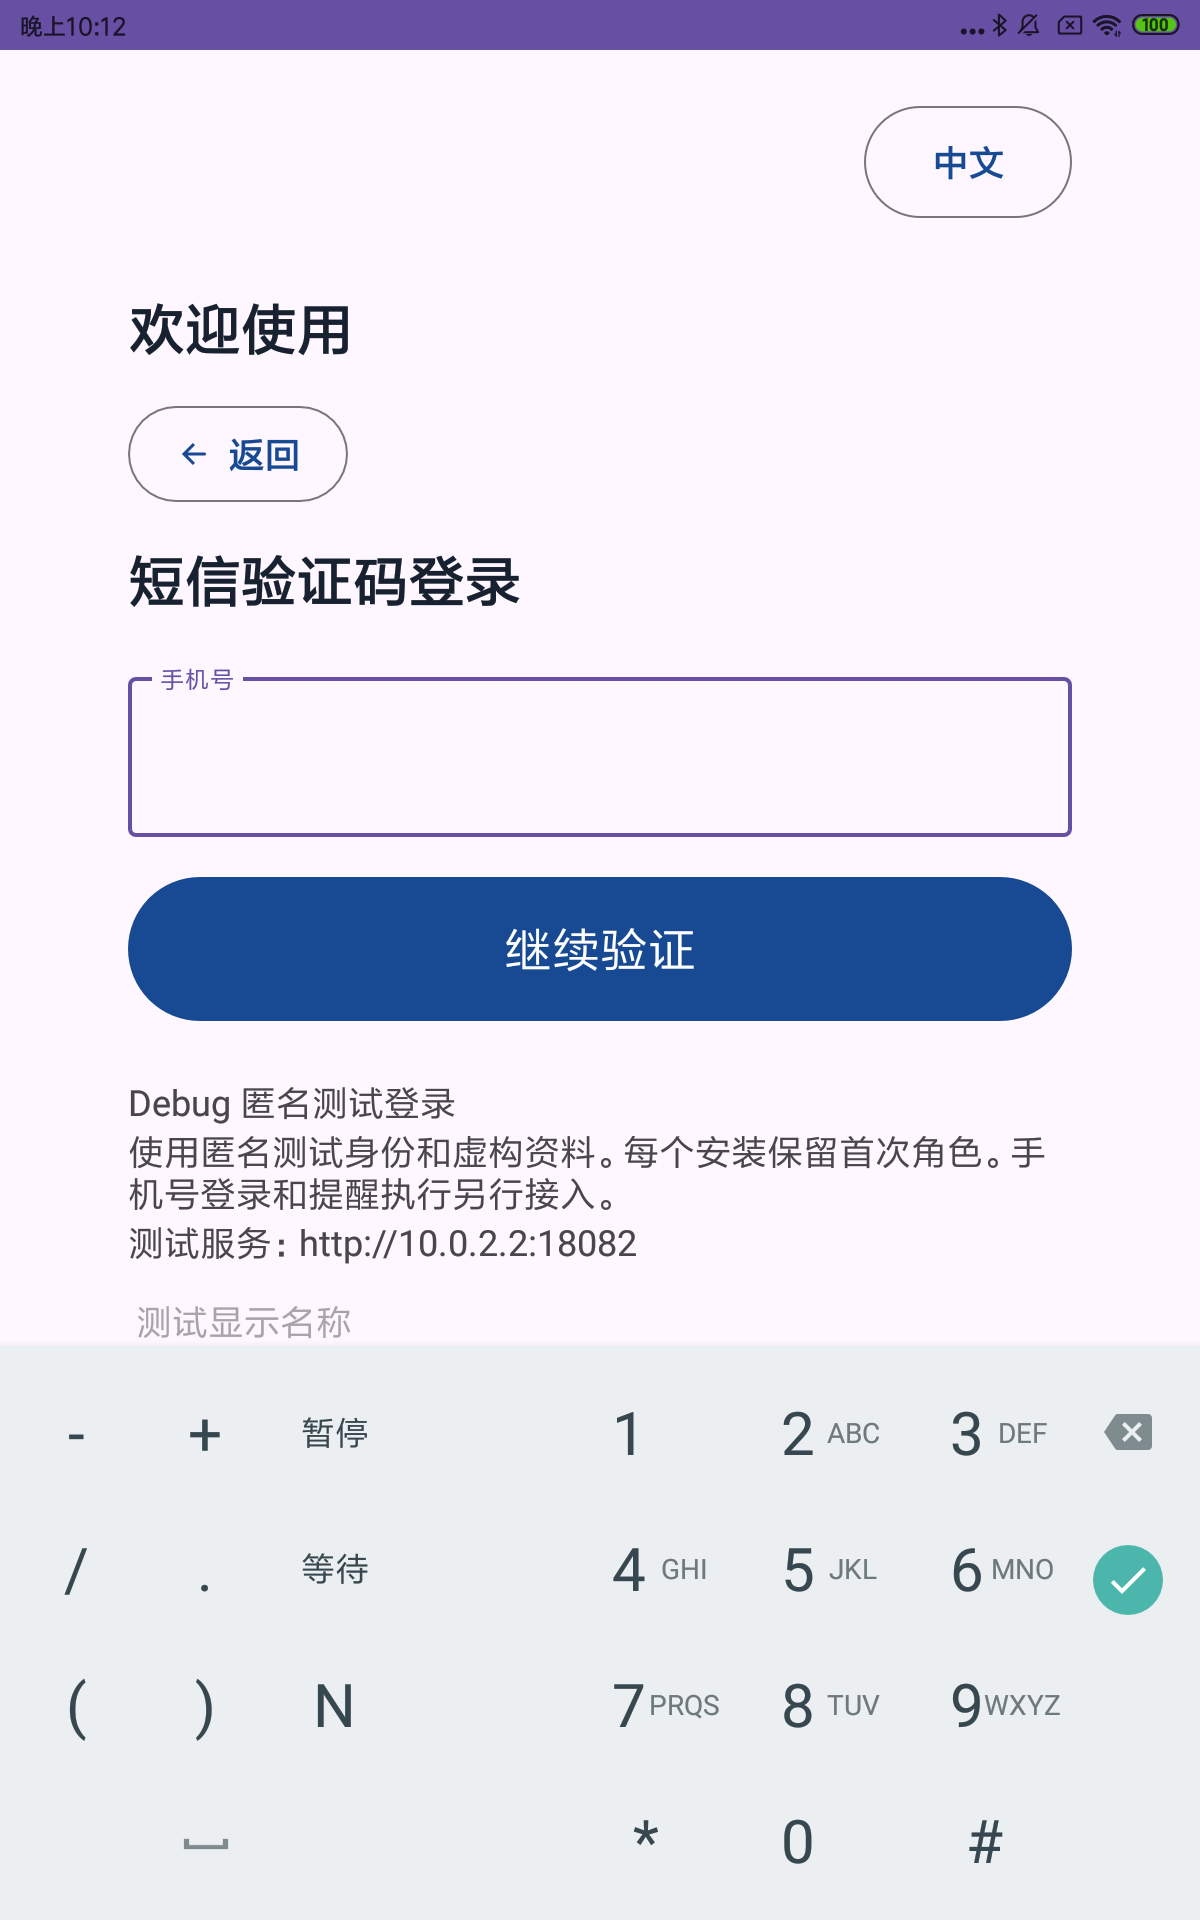 晚上10:12
100
中文
欢迎使用
← 返回
短信验证码登录
手机号
继续验证
Debug 匿名测试登录
使用匿名测试身份和虚构资料。每个安装保留首次角色。手
机号登录和提醒执行另行接入。
测试服务：http://10.0.2.2:18082
测试显示名称
- + 暂停 1 2 ABC 3 DEF
/ . 等待 4 GHI 5 JKL 6 MNO
( ) N 7 PRQS 8 TUV 9 WXYZ
* 0 #